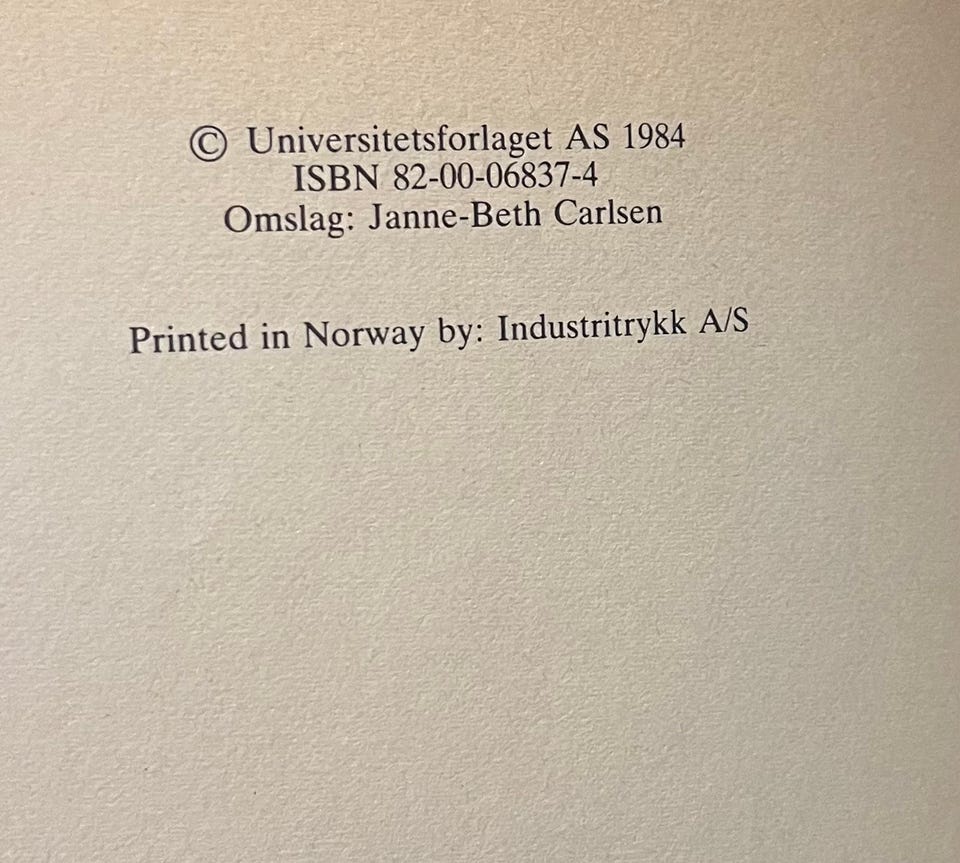 © Universitetsforlaget AS 1984
ISBN 82-00-06837-4
Omslag: Janne-Beth Carlsen
Printed in Norway by: Industritrykk A/S